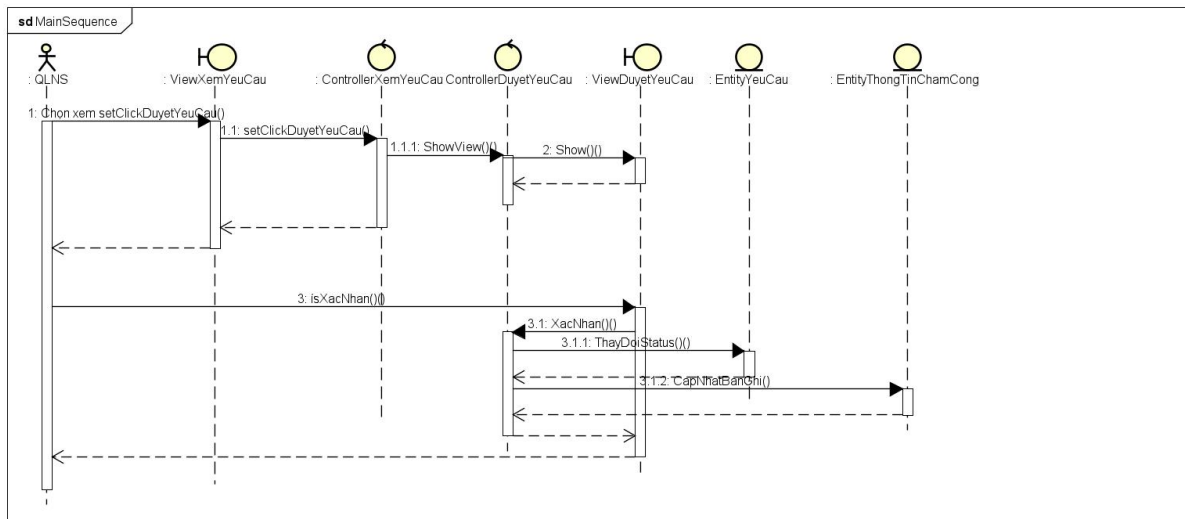 sd MainSequence
: QLNS
: ViewXemYeuCau
: ControllerXemYeuCau
ControllerDuyetYeuCau
: ViewDuyetYeuCau
: EntityYeuCau
: EntityThongTinChamCong
1: Chọn xem setClickDuyetYeuCau()
1.1: setClickDuyetYeuCau()
1.1.1: ShowView()()
2: Show()()
3: isXacNhan()()
3.1: XacNhan()()
3.1.1: ThayDoiStatus()()
3.1.2: CapNhatBanGhi()